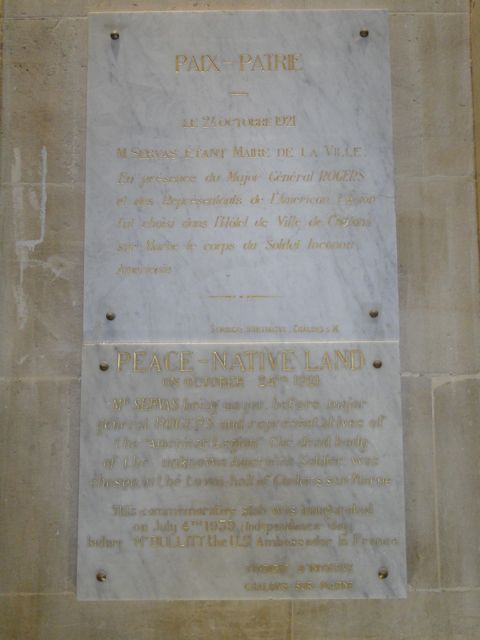 PAIX-PATRIE
LE 24 OCTOBRE 1921
M. SERVAS ÉTANT MAIRE DE LA VILLE
En présence du Major Général ROGERS
et des Représentants de l'American Légion
fut choisi dans l'Hôtel de Ville de Châlons
sur Marne le corps du Soldat Inconnu
Américain
CHALONS s M.
PEACE-NATIVE LAND
ON OCTOBER 24TH 1921
Mr SERVAS being mayor, before major
general ROGERS and representatives of
The "American Legion" the dead body
of the unknown American Soldier was
chosen in the town hall of Chalons sur Marne
This commemorative slab was inaugurated
on July 4TH 1939, Independence day
before Mr BULLITT the U.S Ambassador in France
CHALONS SUR MARNE